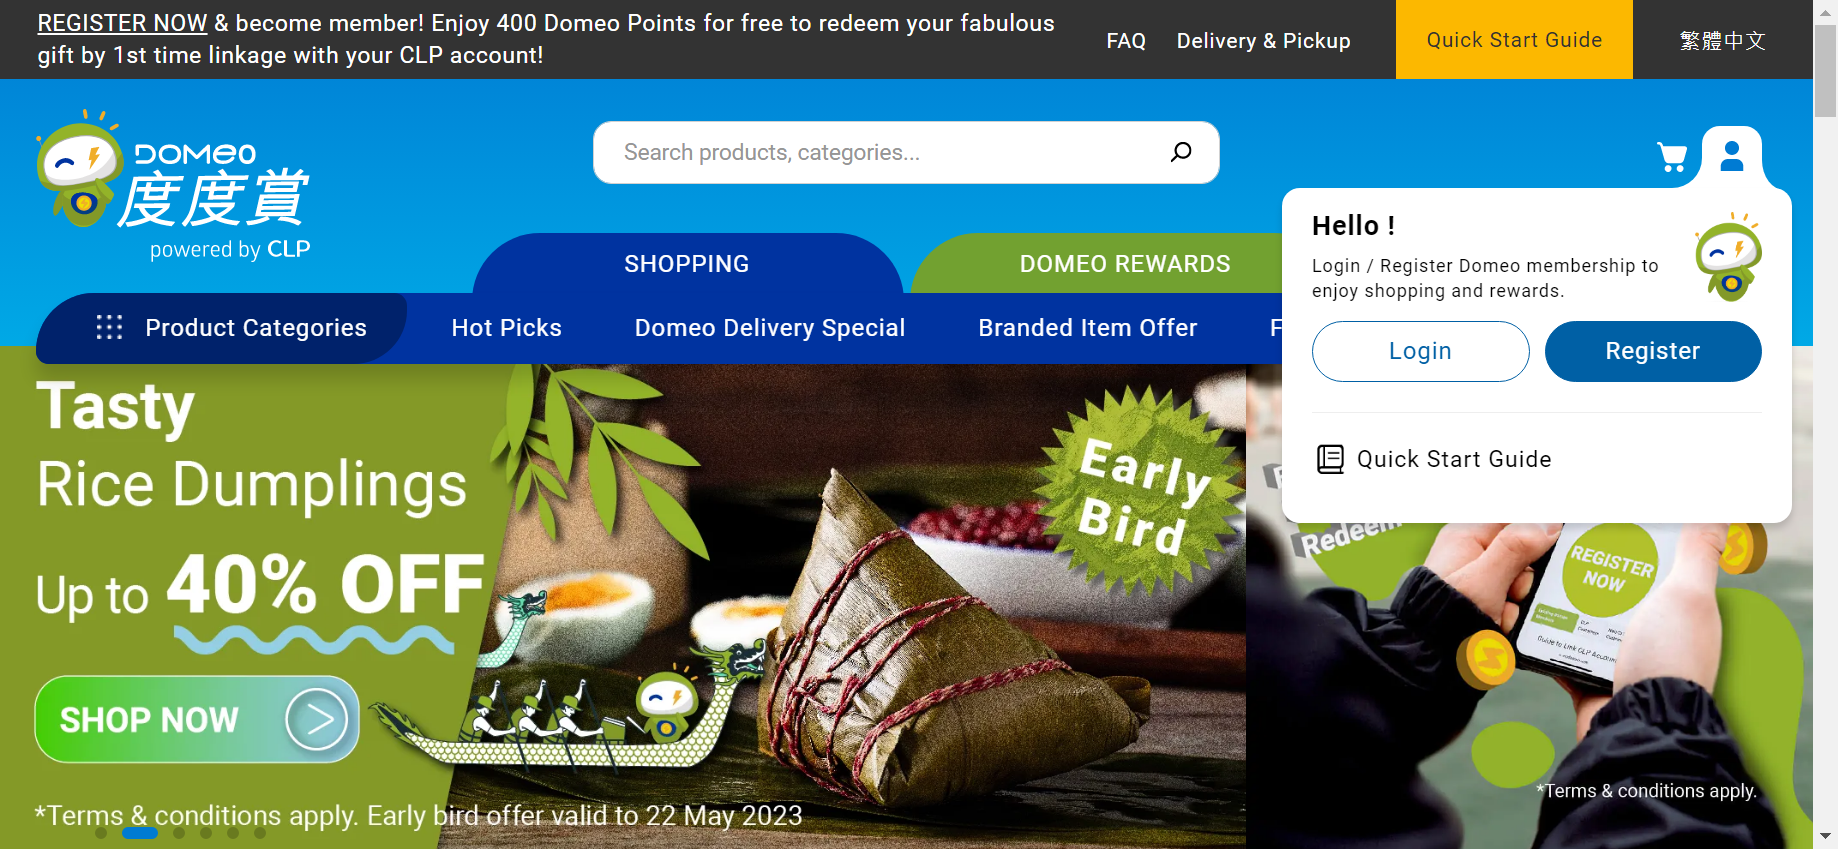 REGISTER NOW & become member! Enjoy 400 Domeo Points for free to redeem your fabulous
gift by 1st time linkage with your CLP account!
FAQ
Delivery & Pickup
Quick Start Guide
繁體中文
DOMeO
度度賞
powered by CLP
Search products, categories...
Hello !
Login / Register Domeo membership to
enjoy shopping and rewards.
Login
Register
Quick Start Guide
SHOPPING
DOMEO REWARDS
Product Categories
Hot Picks
Domeo Delivery Special
Branded Item Offer
F
Tasty
Rice Dumplings
Up to 40% OFF
SHOP NOW
Early
Bird
*Terms & conditions apply. Early bird offer valid to 22 May 2023
Redeem
REGISTER
NOW
Guide to Link CLP Account
*Terms & conditions apply.